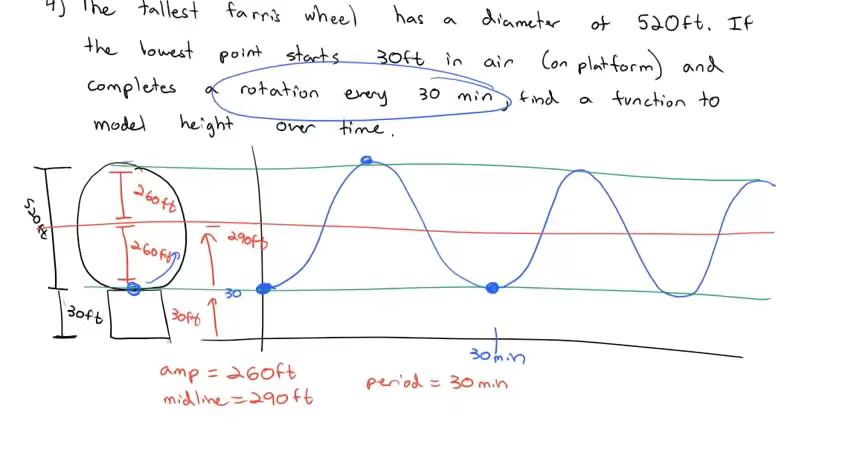 4) The tallest farris wheel has a diameter of 520ft. If
the lowest point starts 30ft in air (on platform) and
completes a rotation every 30 min, find a function to
model height over time.
520ft
260ft
260ft
290ft
30
30ft
30ft
30min
amp = 260ft
period = 30min
midline = 290ft